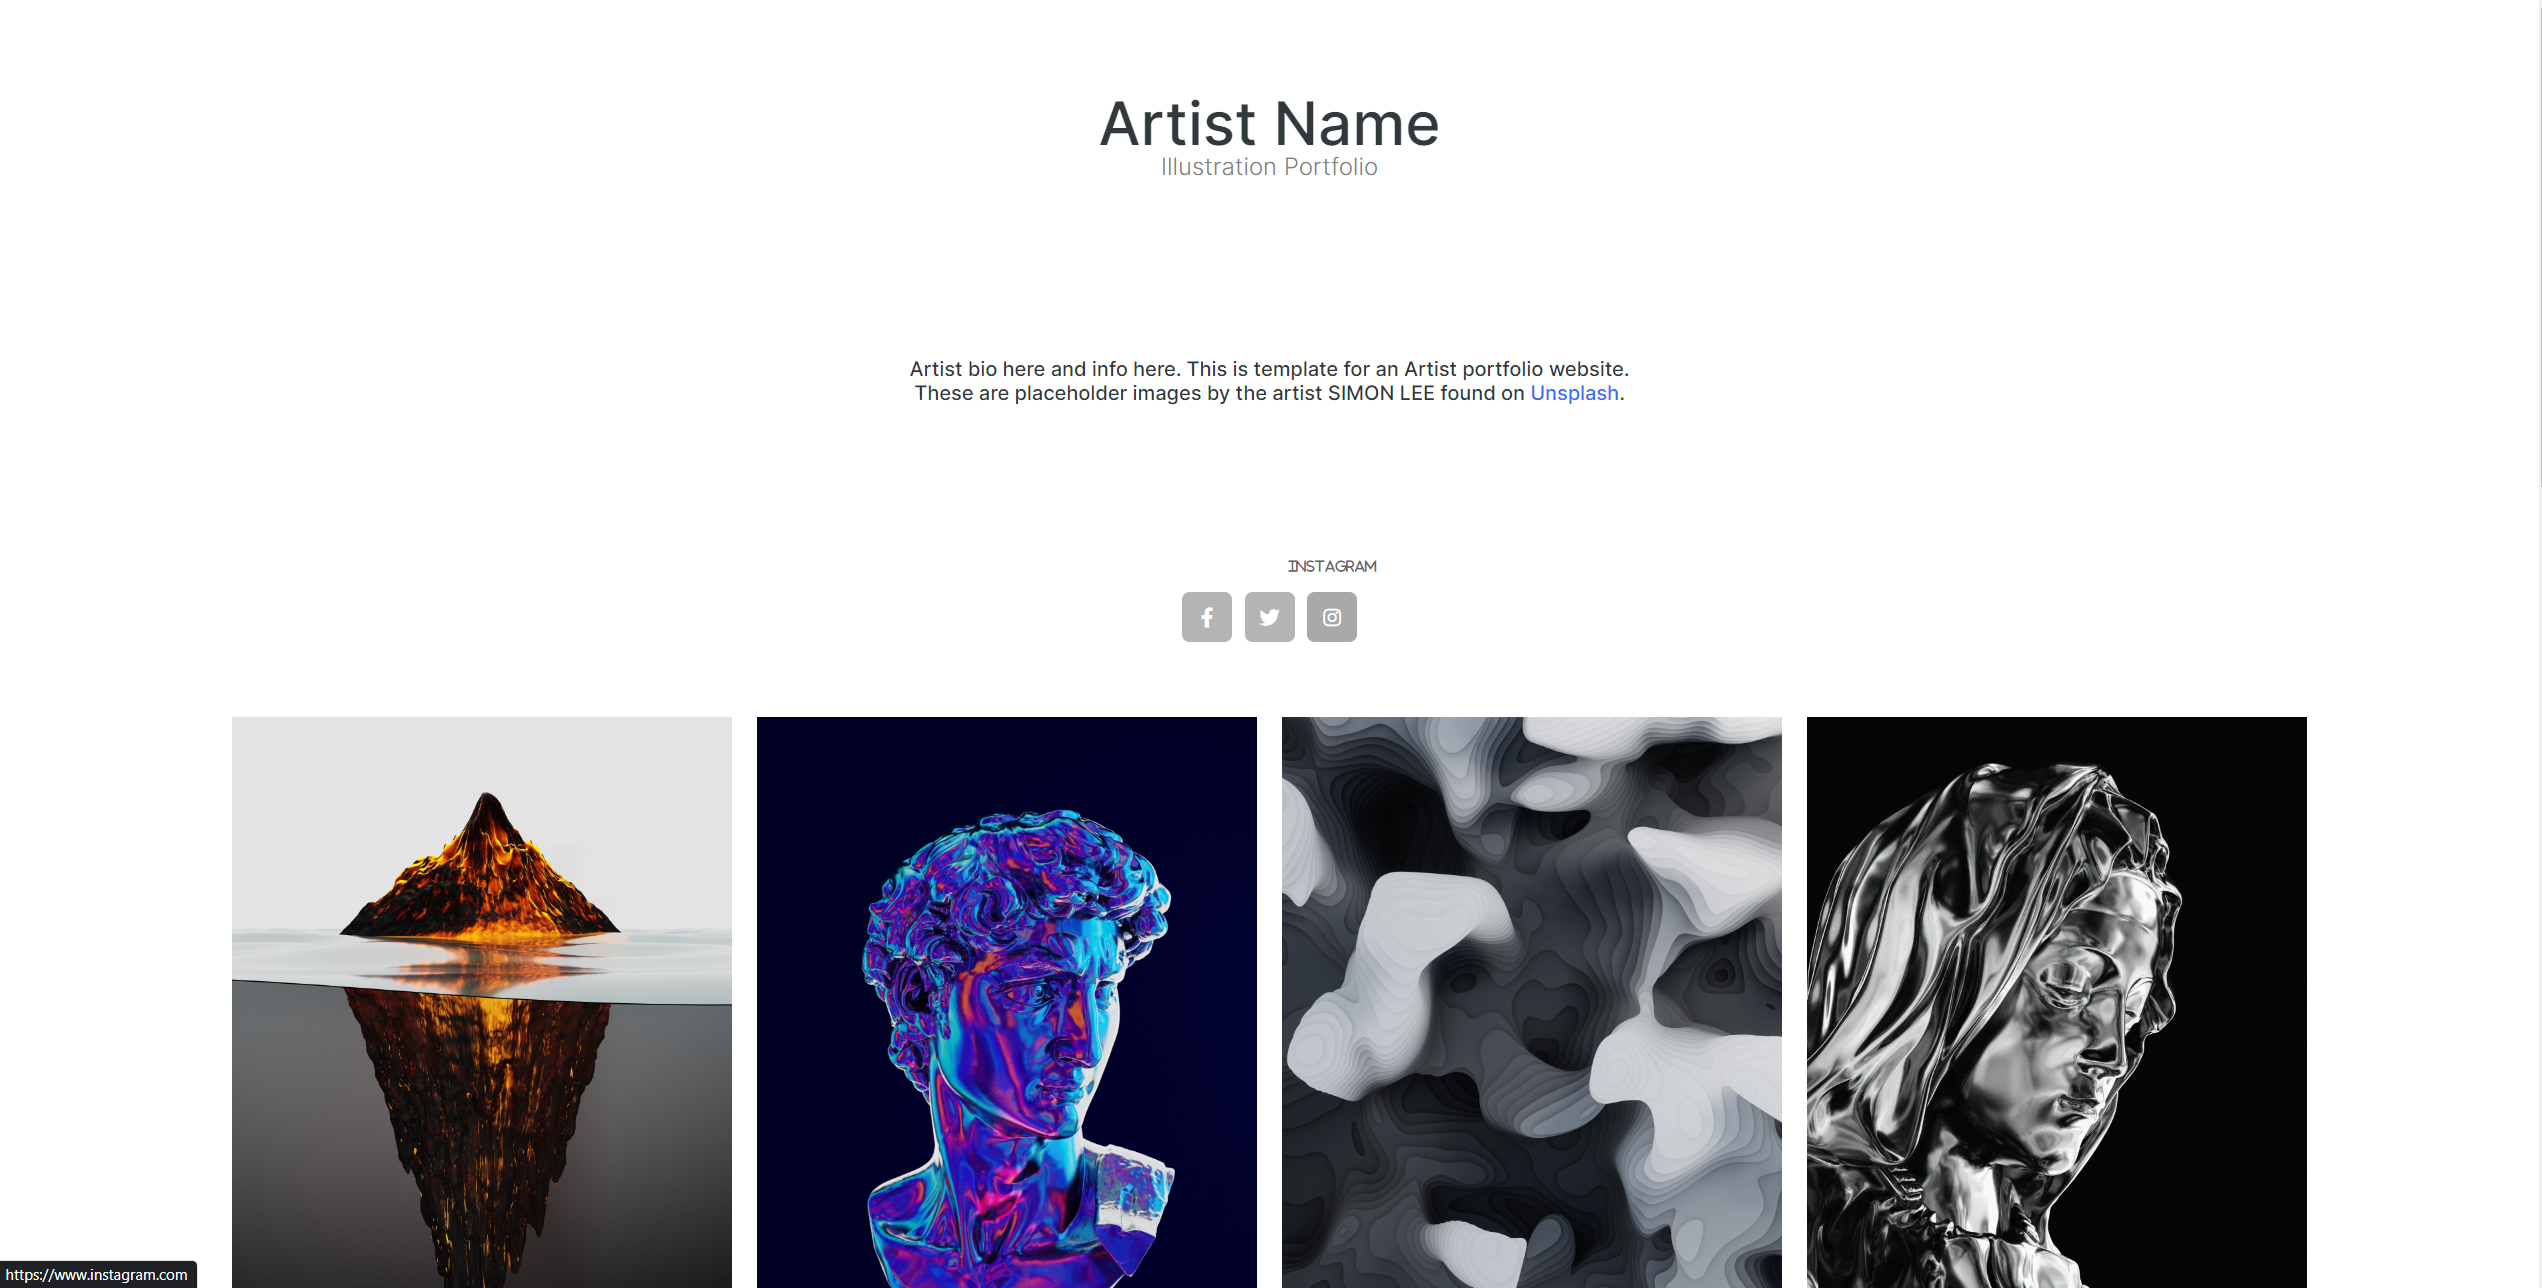 Artist Name
Illustration Portfolio
Artist bio here and info here. This is template for an Artist portfolio website.
These are placeholder images by the artist SIMON LEE found on Unsplash.
INSTAGRAM
https://www.instagram.com